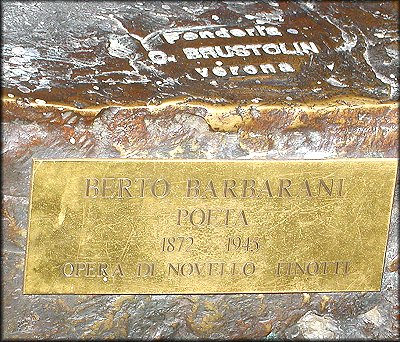 Fonderia
G. BRUSTOLIN
verona
BERTO BARBARANI
POETA
1872 - 1945
OPERA DI NOVELLO FINOTTI